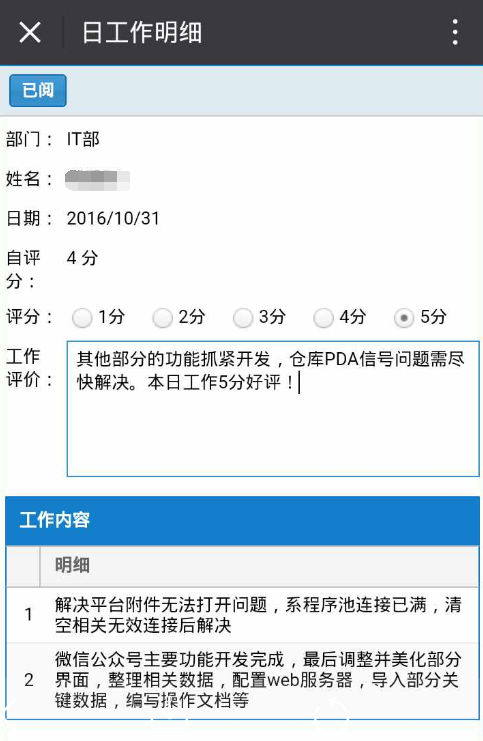 日工作明细
已阅
部门： IT部
姓名：
日期： 2016/10/31
自评 4 分
分：
评分： 1分 2分 3分 4分 5分
工作 其他部分的功能抓紧开发，仓库PDA信号问题需尽
评价： 快解决。本日工作5分好评！
工作内容
明细
1 解决平台附件无法打开问题，系程序池连接已满，清
空相关无效连接后解决
2 微信公众号主要功能开发完成，最后调整并美化部分
界面，整理相关数据，配置web服务器，导入部分关
键数据，编写操作文档等